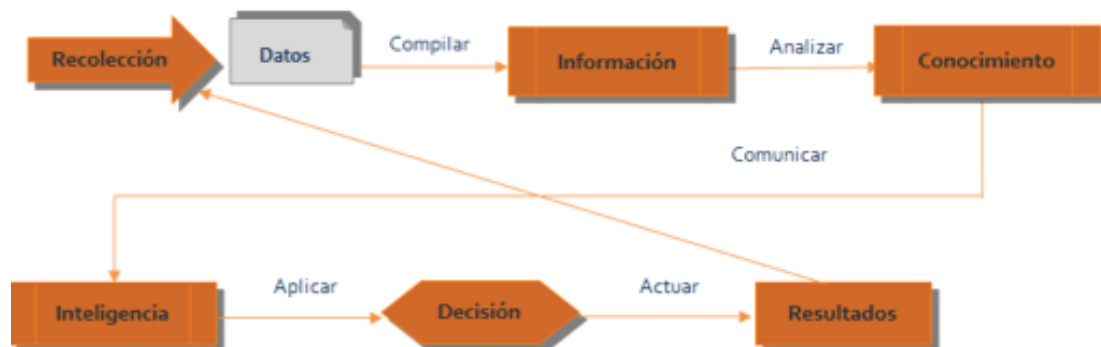 Recolección
Datos
Compilar
Información
Analizar
Conocimiento
Comunicar
Inteligencia
Aplicar
Decisión
Actuar
Resultados